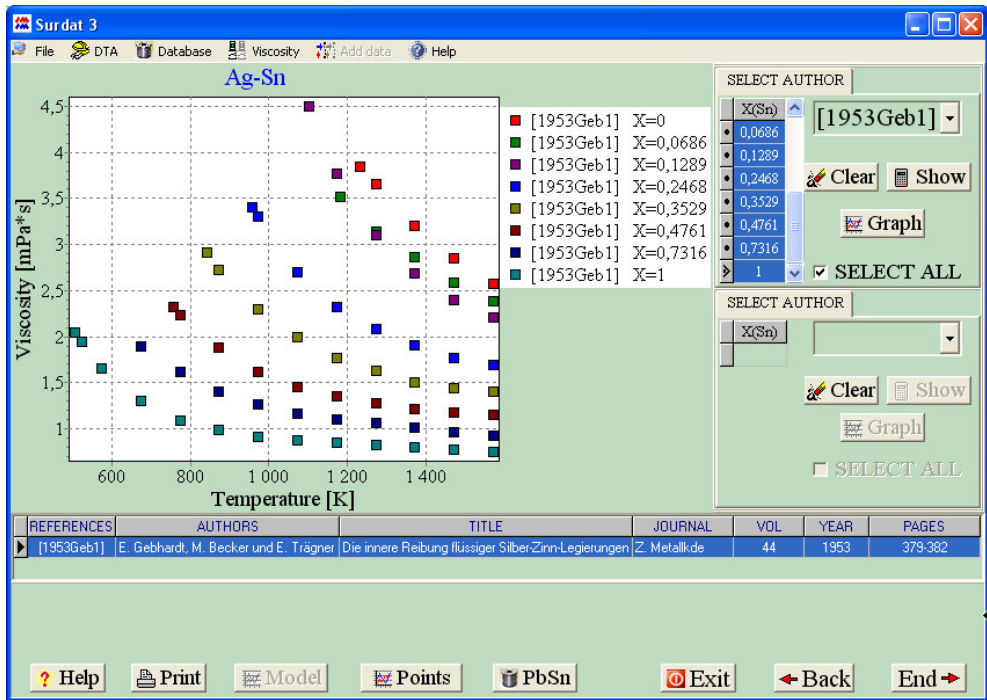 Surdat 3
File DTA Database Viscosity Add data Help
Ag-Sn
Viscosity [mPa*s]
4,5
4
3,5
3
2,5
2
1,5
1
600 800 1 000 1 200 1 400
Temperature [K]
[1953Geb1] X=0
[1953Geb1] X=0,0686
[1953Geb1] X=0,1289
[1953Geb1] X=0,2468
[1953Geb1] X=0,3529
[1953Geb1] X=0,4761
[1953Geb1] X=0,7316
[1953Geb1] X=1
SELECT AUTHOR
X(Sn)
0,0686
0,1289
0,2468
0,3529
0,4761
0,7316
1
[1953Geb1]
Clear Show
Graph
SELECT ALL
SELECT AUTHOR
X(Sn)
Clear Show
Graph
SELECT ALL
REFERENCES AUTHORS TITLE JOURNAL VOL YEAR PAGES
[1953Geb1] E. Gebhardt, M. Becker und E. Trägner Die innere Reibung flüssiger Silber-Zinn-Legierungen Z. Metallkde 44 1953 379-382
? Help Print Model Points PbSn Exit Back End